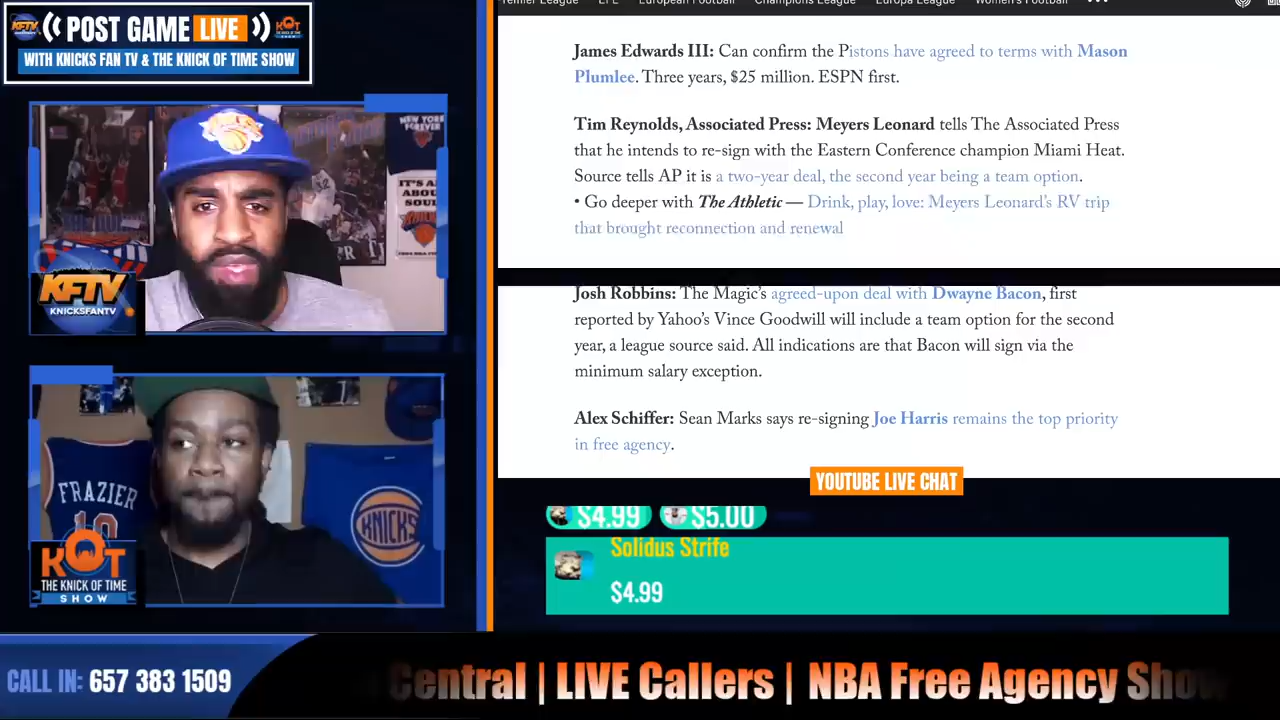 KFTV
POST GAME LIVE
KOT
WITH KNICKS FAN TV & THE KNICK OF TIME SHOW
NEW YORK
FOREVER
IT'S
SOUL
KFTV
KNICKSFANTV
FRAZIER
10
KNICKS
KOT
THE KNICK OF TIME
SHOW
Premier League
EFL
European Football
Champions League
Europa League
Women's Football
James Edwards III: Can confirm the Pistons have agreed to terms with Mason
Plumlee. Three years, $25 million. ESPN first.
Tim Reynolds, Associated Press: Meyers Leonard tells The Associated Press
that he intends to re-sign with the Eastern Conference champion Miami Heat.
Source tells AP it is a two-year deal, the second year being a team option.
• Go deeper with The Athletic — Drink, play, love: Meyers Leonard's RV trip
that brought reconnection and renewal
Josh Robbins: The Magic's agreed-upon deal with Dwayne Bacon, first
reported by Yahoo's Vince Goodwill will include a team option for the second
year, a league source said. All indications are that Bacon will sign via the
minimum salary exception.
Alex Schiffer: Sean Marks says re-signing Joe Harris remains the top priority
in free agency.
YOUTUBE LIVE CHAT
$4.99 $5.00
Solidus Strife
$4.99
CALL IN: 657 383 1509
Central | LIVE Callers | NBA Free Agency Show